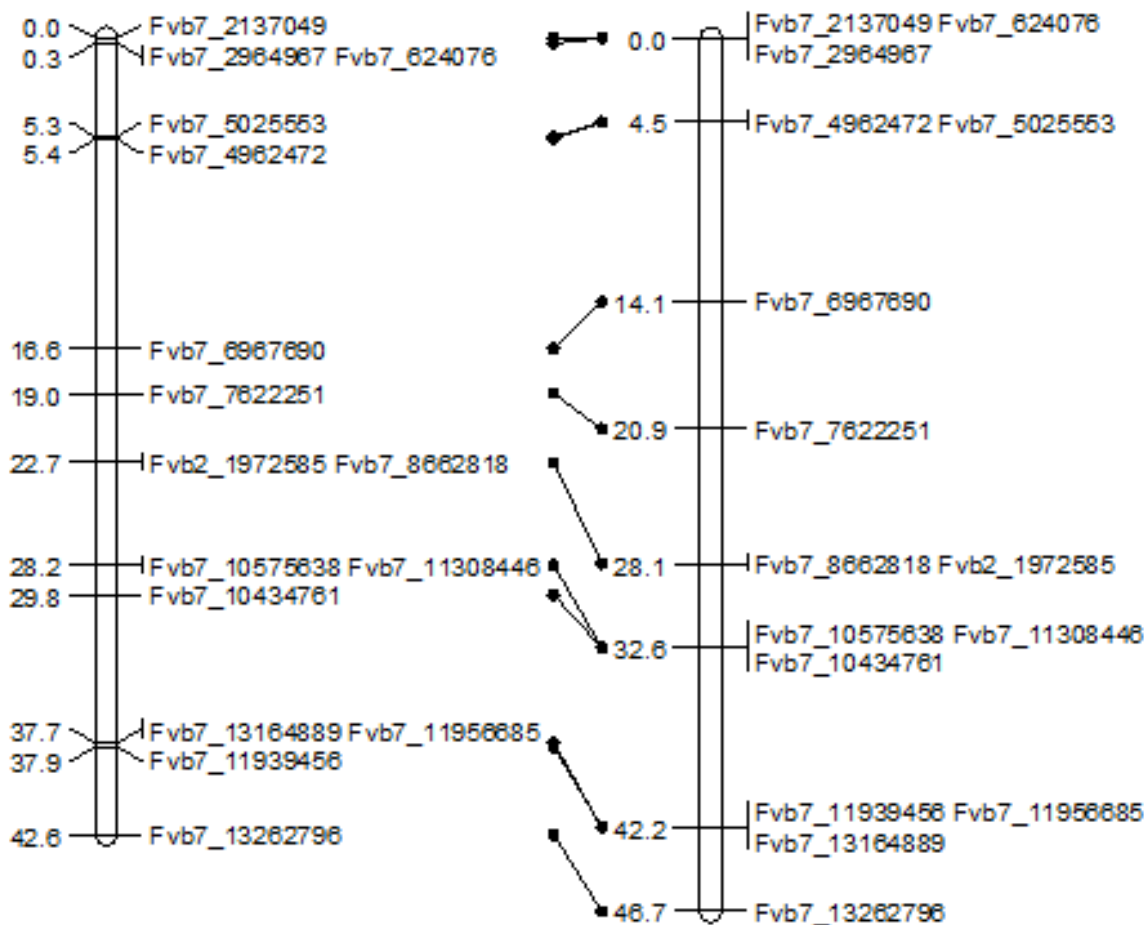 0.0 Fvb7_2137049
0.3 Fvb7_2964967 Fvb7_624076
5.3 Fvb7_5025553
5.4 Fvb7_4962472
16.6 Fvb7_6967690
19.0 Fvb7_7622251
22.7 Fvb2_1972585 Fvb7_8662818
28.2 Fvb7_10575638 Fvb7_11308446
29.8 Fvb7_10434761
37.7 Fvb7_13164889 Fvb7_11956685
37.9 Fvb7_11939456
42.6 Fvb7_13262796
0.0 Fvb7_2137049 Fvb7_624076
Fvb7_2964967
4.5 Fvb7_4962472 Fvb7_5025553
14.1 Fvb7_6967690
20.9 Fvb7_7622251
28.1 Fvb7_8662818 Fvb2_1972585
32.6 Fvb7_10575638 Fvb7_11308446
Fvb7_10434761
42.2 Fvb7_11939456 Fvb7_11956685
Fvb7_13164889
46.7 Fvb7_13262796